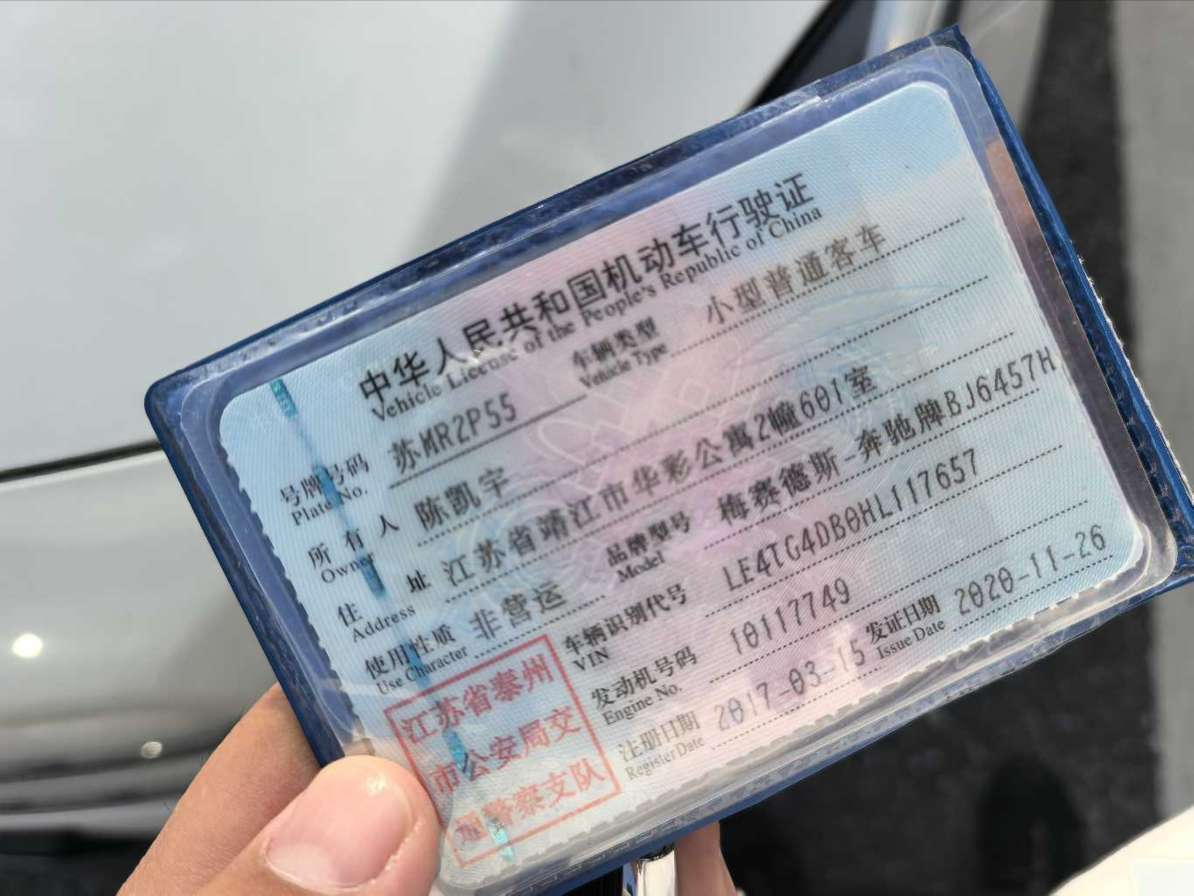 中华人民共和国机动车行驶证
Vehicle License of the People's Republic of China
号牌号码 苏MR2P55 车辆类型 小型普通客车
Plate No. Vehicle Type
所有人 陈凯宇
Owner
住址 江苏省靖江市华彩公寓2幢601室
Address
使用性质 非营运 品牌型号 梅赛德斯-奔驰牌BJ6457H
Use Character Model
车辆识别代号 LE4TG4DB0HL117657
VIN
发动机号码 10117749
Engine No.
注册日期 2017-03-15 发证日期 2020-11-26
Register Date Issue Date
江苏省泰州
市公安局交
通警察支队